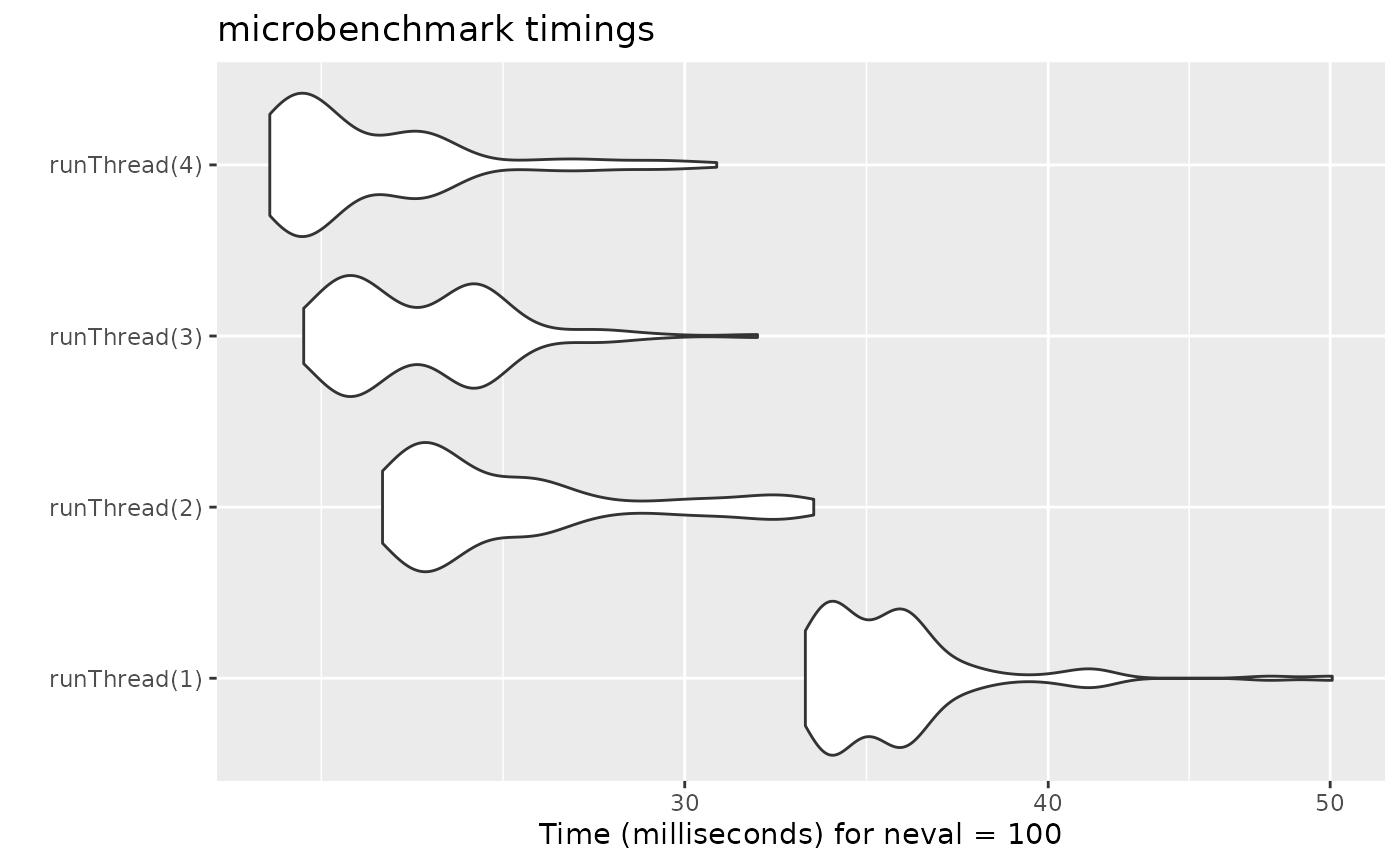 microbenchmark timings
runThread(4)
runThread(3)
runThread(2)
runThread(1)
30 40 50
Time (milliseconds) for neval = 100